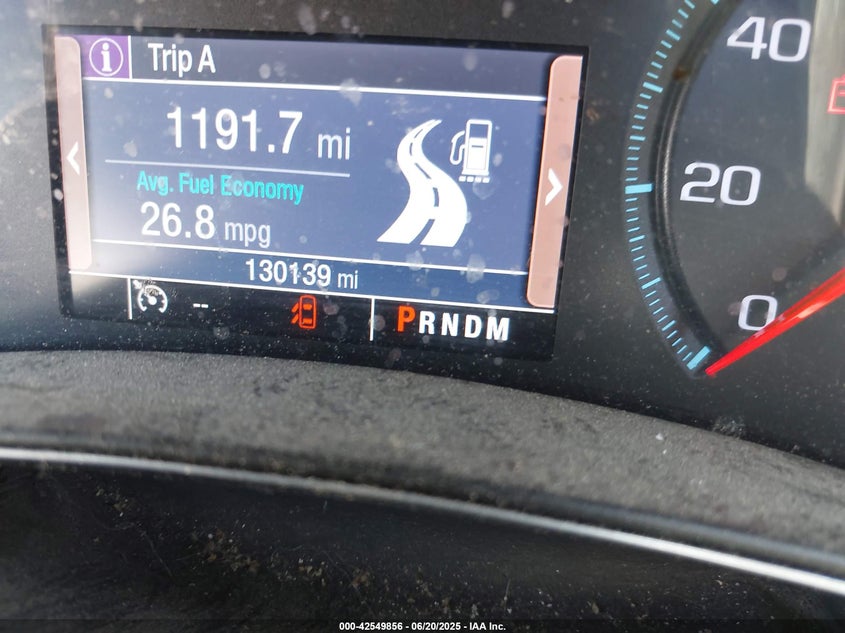 Trip A
1191.7 mi
Avg. Fuel Economy
26.8 mpg
130139 mi
--
PRNDM
40
20
0
000-42549856 - 06/20/2025 - IAA Inc.